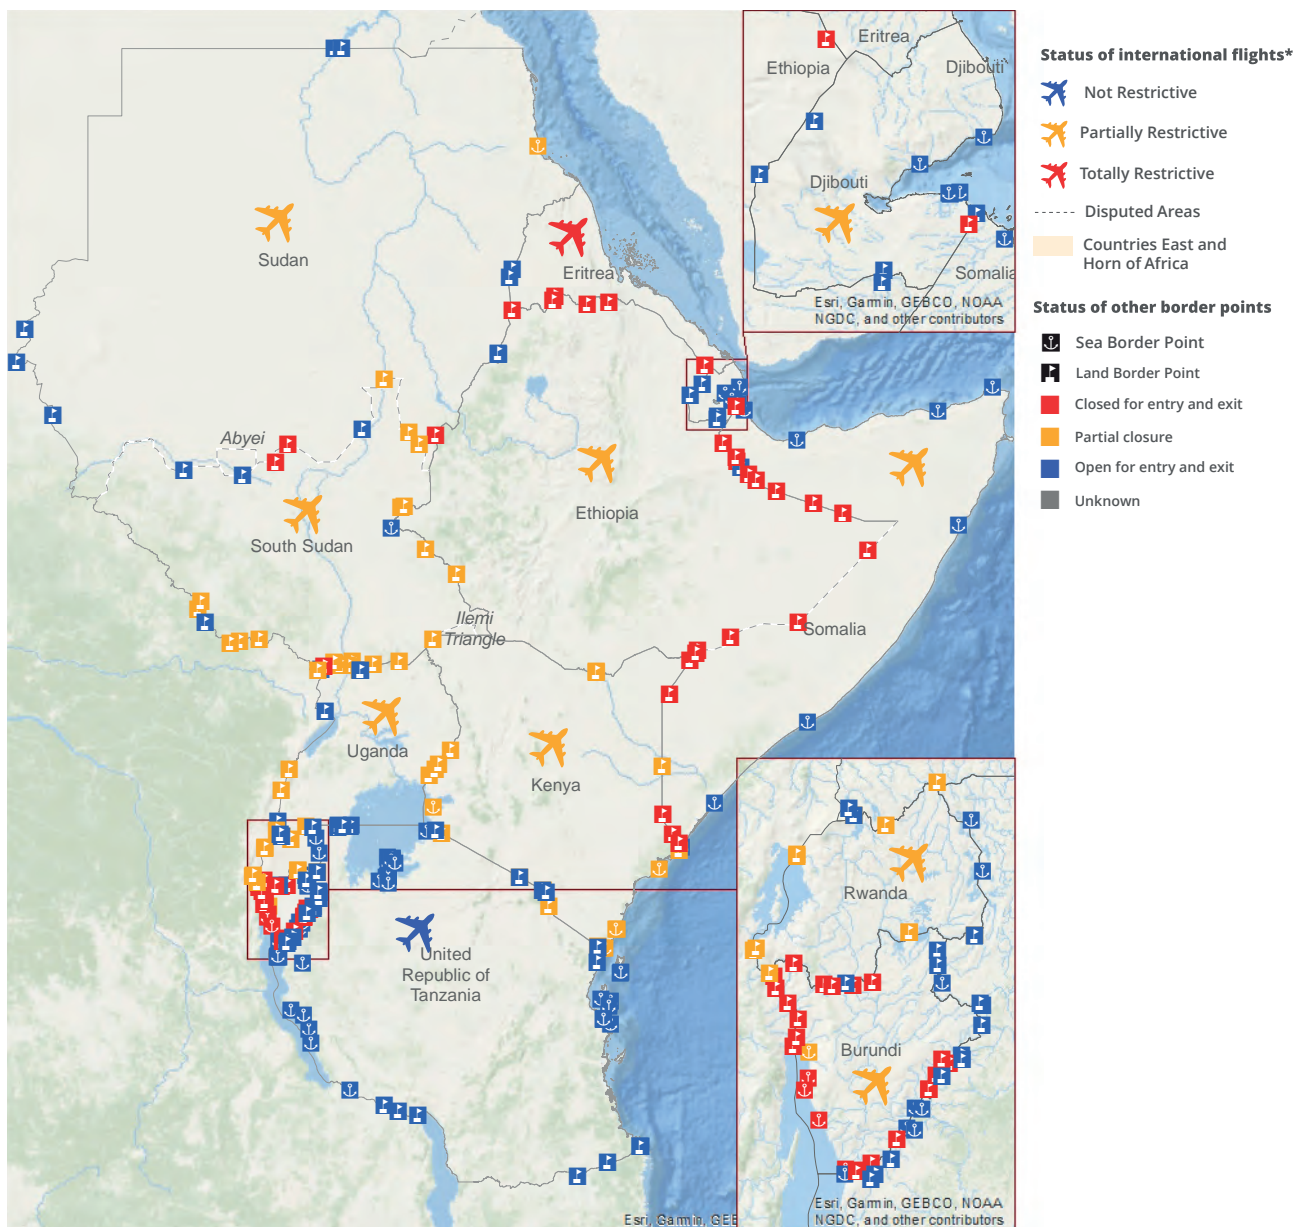 Eritrea
Ethiopia
Djibouti
Djibouti
Somalia
Esri, Garmin, GEBCO, NOAA
NGDC, and other contributors
Status of international flights*
Not Restrictive
Partially Restrictive
Totally Restrictive
Disputed Areas
Countries East and
Horn of Africa
Status of other border points
Sea Border Point
Land Border Point
Closed for entry and exit
Partial closure
Open for entry and exit
Unknown
Sudan
Eritrea
Abyei
Ethiopia
South Sudan
Ilemi
Triangle
Somalia
Uganda
Kenya
United
Republic of
Tanzania
Rwanda
Burundi
Esri, Garmin, GEB
Esri, Garmin, GEBCO, NOAA
NGDC, and other contributors